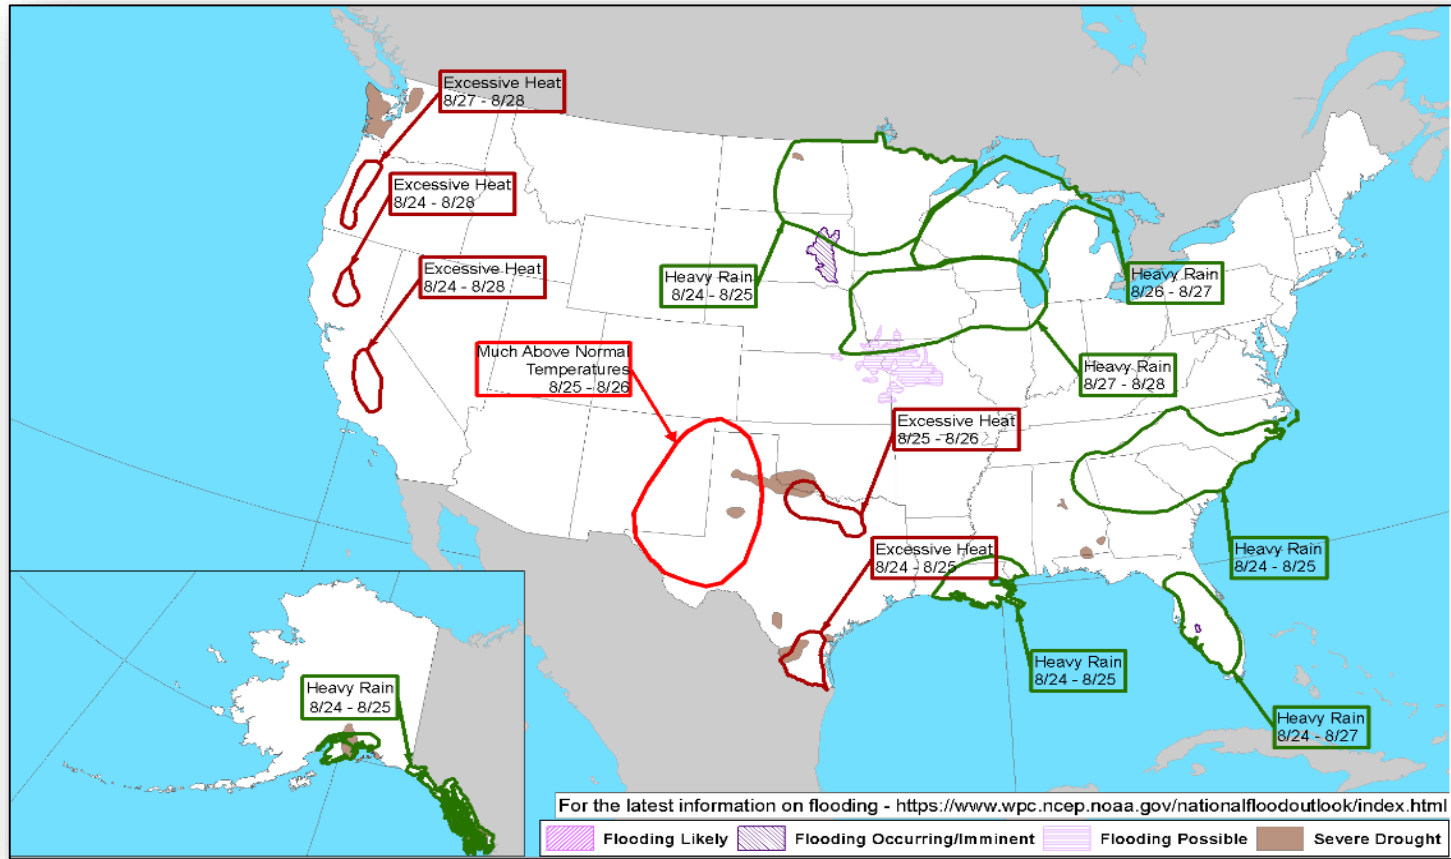 Excessive Heat
8/27 - 8/28
Excessive Heat
8/24 - 8/28
Excessive Heat
8/24 - 8/28
Heavy Rain
8/24 - 8/25
Heavy Rain
8/26 - 8/27
Much Above Normal
Temperatures
8/25 - 8/26
Heavy Rain
8/27 - 8/28
Excessive Heat
8/25 - 8/26
Excessive Heat
8/24 - 8/25
Heavy Rain
8/24 - 8/25
Heavy Rain
8/24 - 8/25
Heavy Rain
8/24 - 8/25
Heavy Rain
8/24 - 8/27
For the latest information on flooding - https://www.wpc.ncep.noaa.gov/nationalfloodoutlook/index.html
Flooding Likely Flooding Occurring/Imminent Flooding Possible Severe Drought